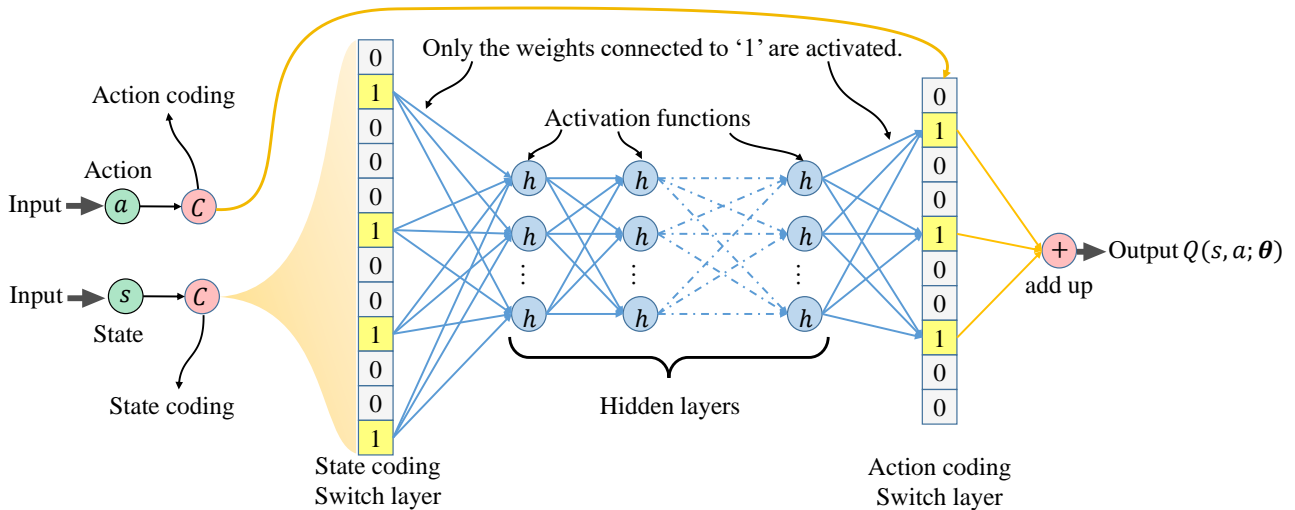 Only the weights connected to ‘1’ are activated.
Action coding
Action
Input
a
C
Input
s
C
State
State coding
0
1
0
0
0
1
0
0
1
0
0
1
State coding
Switch layer
Activation functions
h
h
h
h
h
h
⋯
⋯
⋯
h
h
h
Hidden layers
0
1
0
0
1
0
0
1
0
0
Action coding
Switch layer
+
add up
Output Q(s, a; θ)